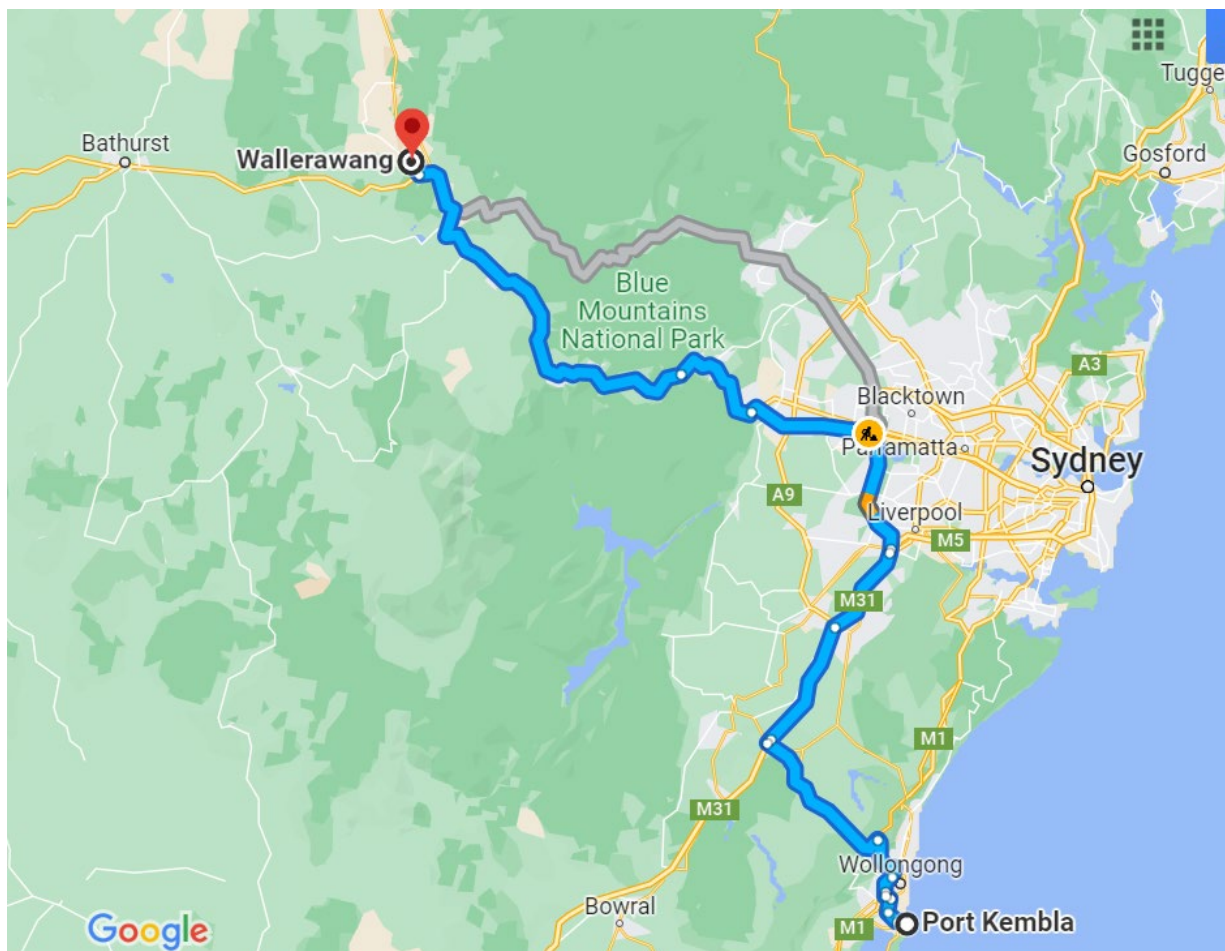 Tugge
Bathurst
Gosford
Wallerawang
Blue
Mountains
National Park
A3
Blacktown
Parramatta
Sydney
A9
Liverpool
M5
M31
M1
M31
Wollongong
Bowral
M1
Port Kembla
Google